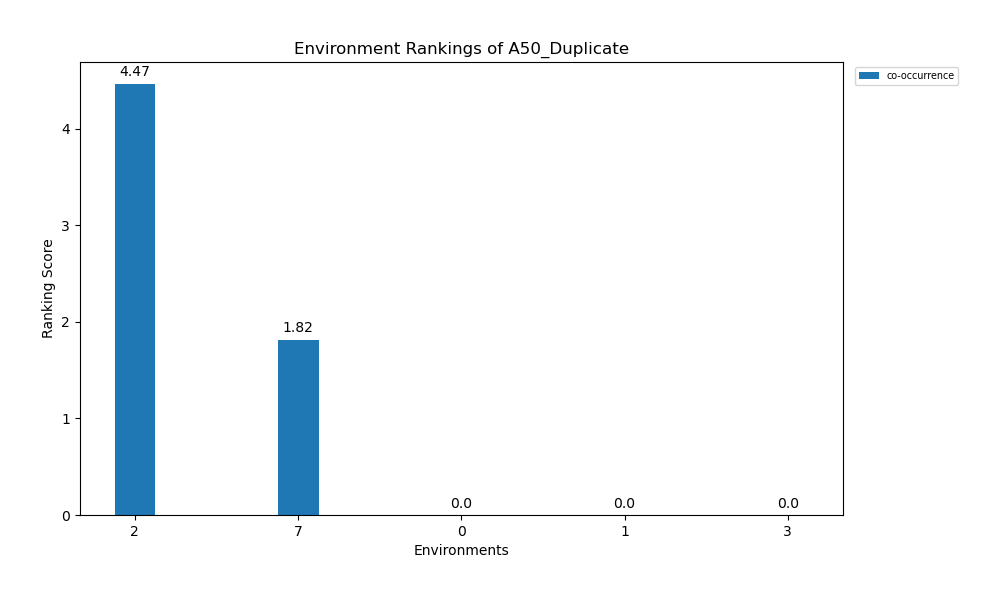 Environment Rankings of A50_Duplicate
co-occurrence
4.47
1.82
0.0 0.0 0.0
4
3
2
1
0
Ranking Score
2 7 0 1 3
Environments